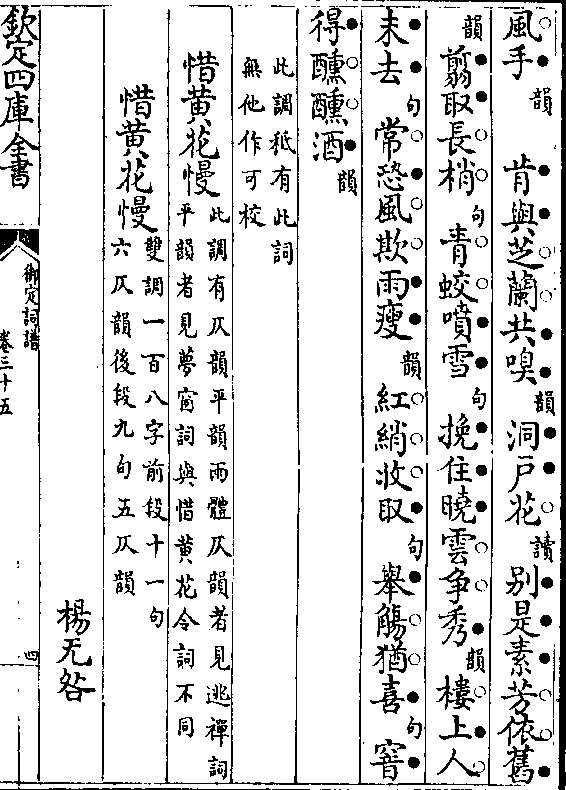 風手韻肯與芝蘭共嗅韻洞户花讀别是素芳依舊
韻翦取長梢句青蛟噴雪句挽住曉雲争秀韻樓上人
未去句常恐風欺雨瘦韻紅綃收取句舉觴猶喜句窨
得醺醺酒韻
此調秖有此詞
無他作可校
惜黄花慢此調有仄韻平韻兩體仄韻者見逃禪詞
平韻者見夢窗詞與惜黄花令詞不同
惜黄花慢雙調一百八字前段十一句
六仄韻後段九句五仄韻
楊无咎
欽定四庫全書
御定詞譜
卷三十五
四